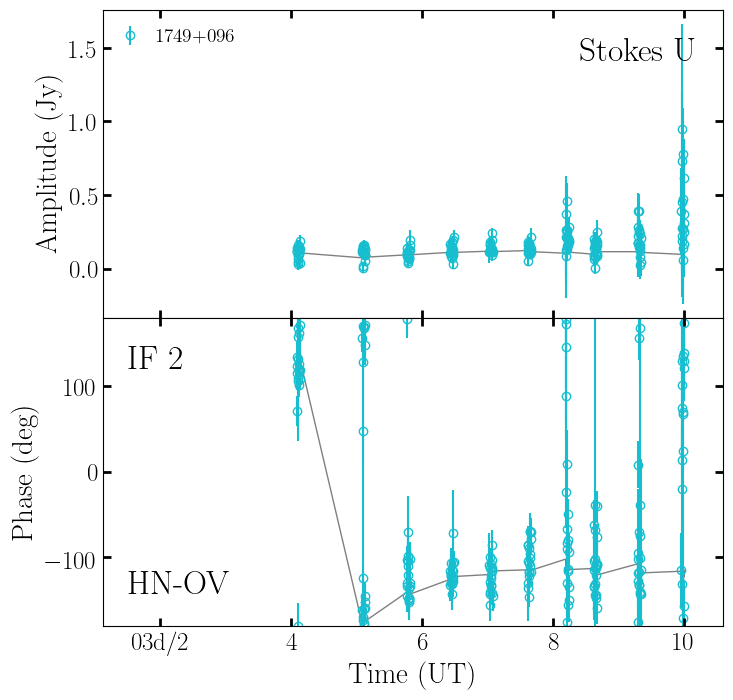 1749+096
Stokes U
Amplitude (Jy)
1.5
1.0
0.5
0.0
IF 2
HN-OV
Phase (deg)
100
0
−100
03d/2
4
6
8
10
Time (UT)